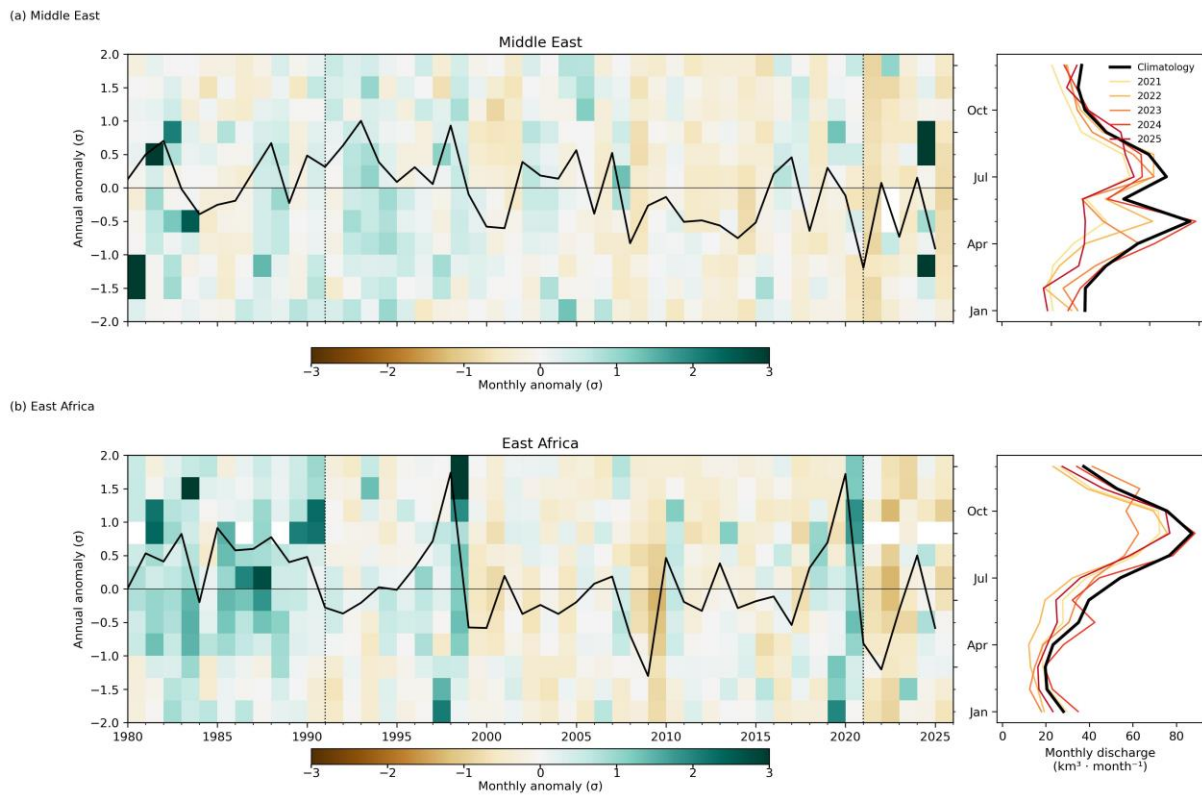 (a) Middle East
Middle East
Annual anomaly (σ)
2.0
1.5
1.0
0.5
0.0
−0.5
−1.0
−1.5
−2.0
Oct
Jul
Apr
Jan
Climatology
2021
2022
2023
2024
2025
−3 −2 −1 0 1 2 3
Monthly anomaly (σ)
(b) East Africa
East Africa
Annual anomaly (σ)
2.0
1.5
1.0
0.5
0.0
−0.5
−1.0
−1.5
−2.0
1980 1985 1990 1995 2000 2005 2010 2015 2020 2025
Oct
Jul
Apr
Jan
0 20 40 60 80
Monthly discharge
(km³ · month⁻¹)
−3 −2 −1 0 1 2 3
Monthly anomaly (σ)